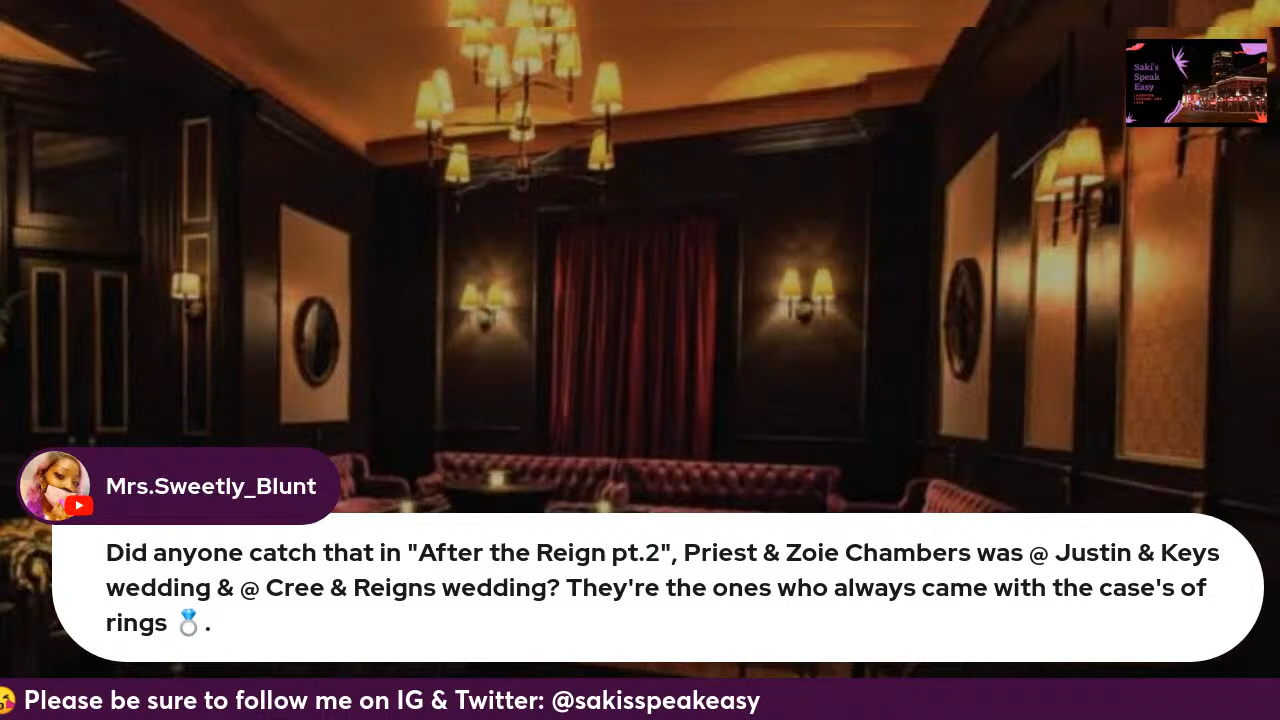 Saki's
Speak
Easy
Mrs.Sweetly_Blunt
Did anyone catch that in "After the Reign pt.2", Priest & Zoie Chambers was @ Justin & Keys
wedding & @ Cree & Reigns wedding? They're the ones who always came with the case's of
rings 💍.
😘 Please be sure to follow me on IG & Twitter: @sakisspeakeasy